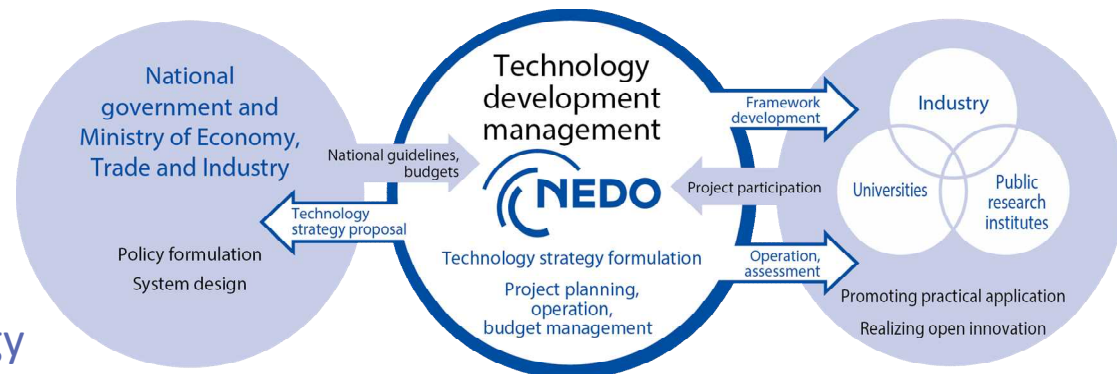 National
government and
Ministry of Economy,
Trade and Industry
Policy formulation
System design
National guidelines,
budgets
Technology
strategy proposal
Technology
development
management
NEDO
Technology strategy formulation
Project planning,
operation,
budget management
Framework
development
Project participation
Operation,
assessment
Industry
Universities
Public
research
institutes
Promoting practical application
Realizing open innovation